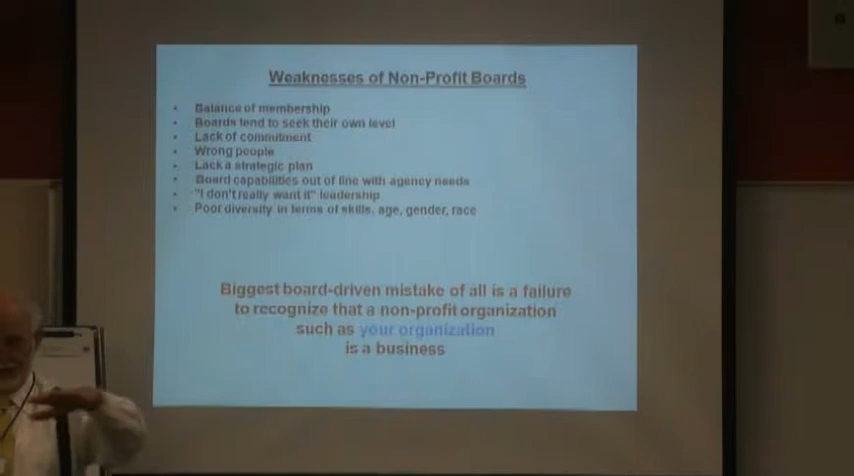 Weaknesses of Non-Profit Boards
• Balance of membership
• Boards tend to seek their own level
• Lack of commitment
• Wrong people
• Lack a strategic plan
• Board capabilities out of line with agency needs
• "I don't really want it" leadership
• Poor diversity in terms of skills, age, gender, race
Biggest board-driven mistake of all is a failure
to recognize that a non-profit organization
such as your organization
is a business